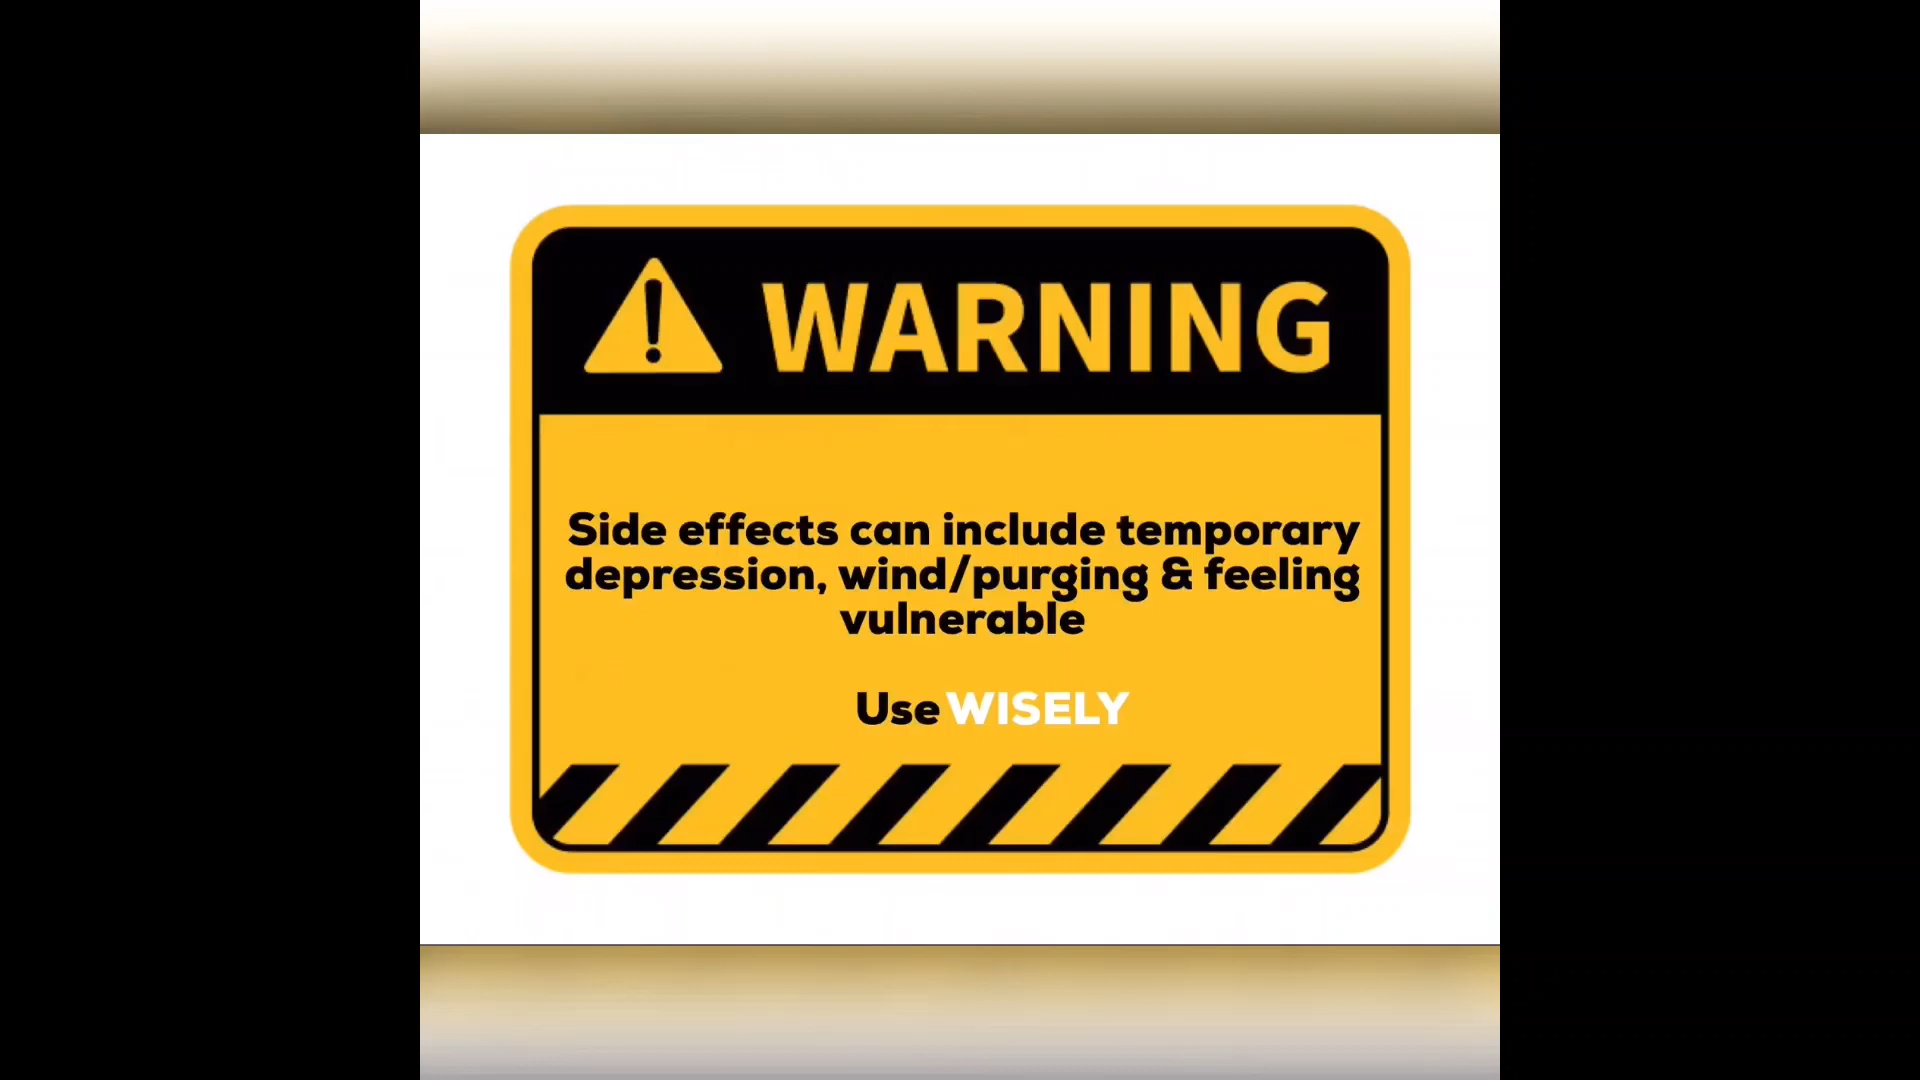 WARNING
Side effects can include temporary
depression, wind/purging & feeling
vulnerable
Use WISELY